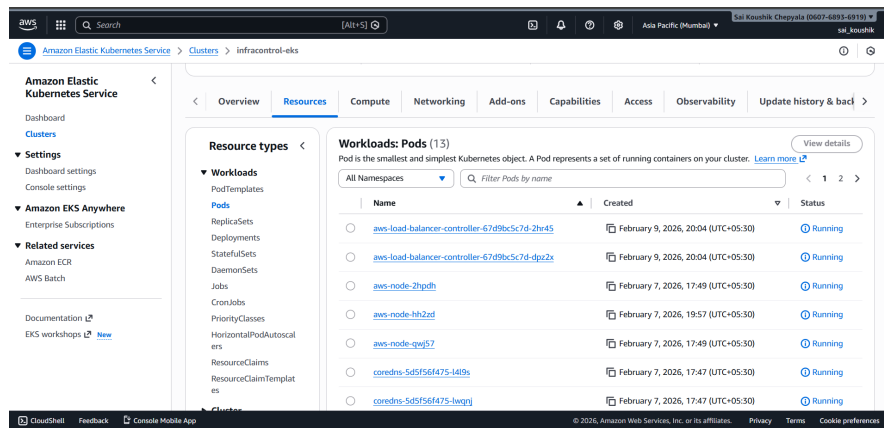 aws
Search
[Alt+S]
Asia Pacific (Mumbai) ▼
Sai Koushik Chepyala (0607-6893-6919) ▼
sai_koushik
Amazon Elastic Kubernetes Service > Clusters > infracontrol-eks
Amazon Elastic
Kubernetes Service
Dashboard
Clusters
Settings
Dashboard settings
Console settings
Amazon EKS Anywhere
Enterprise Subscriptions
Related services
Amazon ECR
AWS Batch
Documentation
EKS workshops New
Overview
Resources
Compute
Networking
Add-ons
Capabilities
Access
Observability
Update history & back
Resource types
Workloads
PodTemplates
Pods
ReplicaSets
Deployments
StatefulSets
DaemonSets
Jobs
CronJobs
PriorityClasses
HorizontalPodAutoscal
ers
ResourceClaims
ResourceClaimTemplat
es
Cluster
Workloads: Pods (13)
View details
Pod is the smallest and simplest Kubernetes object. A Pod represents a set of running containers on your cluster. Learn more
All Namespaces
Filter Pods by name
1 2
Name Created Status
aws-load-balancer-controller-67d9bc5c7d-2hr45 February 9, 2026, 20:04 (UTC+05:30) Running
aws-load-balancer-controller-67d9bc5c7d-dpz2x February 9, 2026, 20:04 (UTC+05:30) Running
aws-node-2hpdh February 7, 2026, 17:49 (UTC+05:30) Running
aws-node-hh2zd February 7, 2026, 19:57 (UTC+05:30) Running
aws-node-qwj57 February 7, 2026, 17:49 (UTC+05:30) Running
coredns-5d5f56f475-l4l9s February 7, 2026, 17:47 (UTC+05:30) Running
coredns-5d5f56f475-lwqnj February 7, 2026, 17:47 (UTC+05:30) Running
CloudShell Feedback Console Mobile App © 2026, Amazon Web Services, Inc. or its affiliates. Privacy Terms Cookie preferences